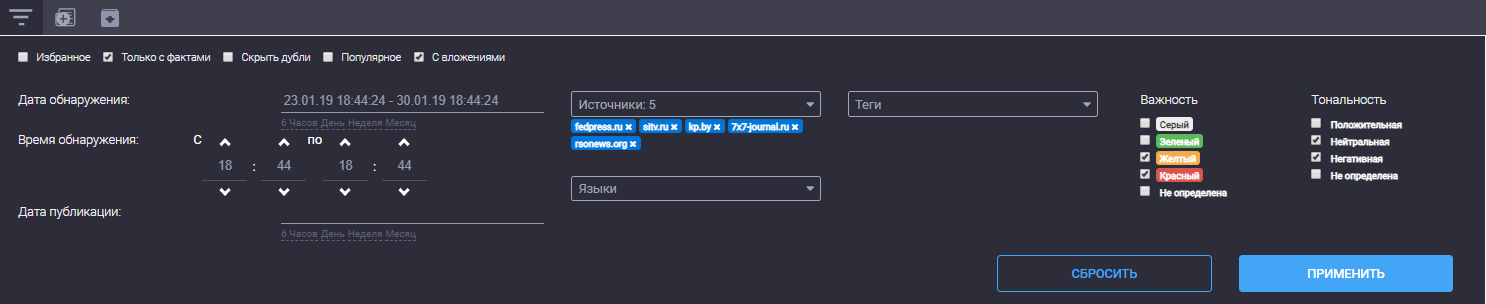 Избранное Только с фактами Скрыть дубли Популярное С вложениями
Дата обнаружения: 23.01.19 18:44:24 - 30.01.19 18:44:24
6 Часов День Неделя Месяц
Время обнаружения: С 18 : 44 по 18 : 44
Дата публикации:
6 Часов День Неделя Месяц
Источники: 5
fedpress.ru × sitv.ru × kp.by × 7x7-journal.ru ×
rsonews.org ×
Языки
Теги
Важность
Серый
Зеленый
Желтый
Красный
Не определена
Тональность
Положительная
Нейтральная
Негативная
Не определена
СБРОСИТЬ ПРИМЕНИТЬ